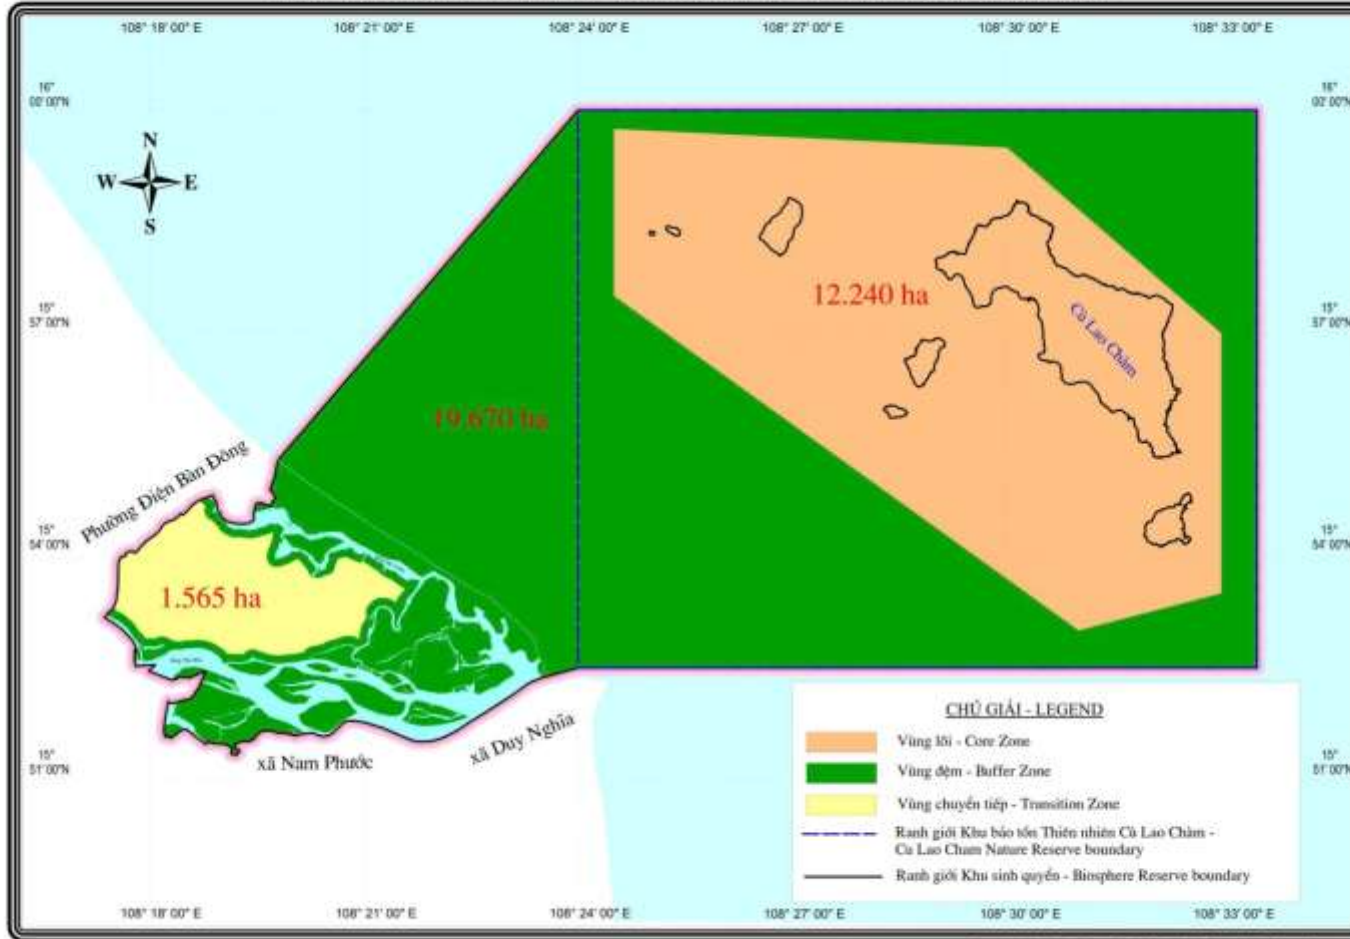 108° 18' 00" E 108° 21' 00" E 108° 24' 00" E 108° 27' 00" E 108° 30' 00" E 108° 33' 00" E
16°
00' 00"N
16°
00' 00"N
N
W E
S
12.240 ha
15°
57' 00"N
15°
57' 00"N
Cù Lao Chàm
19.670 ha
Phường Điện Bàn Đông
15°
54' 00"N
15°
54' 00"N
1.565 ha
xã Duy Nghĩa
xã Nam Phước
15°
51' 00"N
15°
51' 00"N
CHÚ GIẢI - LEGEND
Vùng lõi - Core Zone
Vùng đệm - Buffer Zone
Vùng chuyển tiếp - Transition Zone
Ranh giới Khu bảo tồn Thiên nhiên Cù Lao Chàm -
Cu Lao Cham Nature Reserve boundary
Ranh giới Khu sinh quyển - Biosphere Reserve boundary
108° 18' 00" E 108° 21' 00" E 108° 24' 00" E 108° 27' 00" E 108° 30' 00" E 108° 33' 00" E